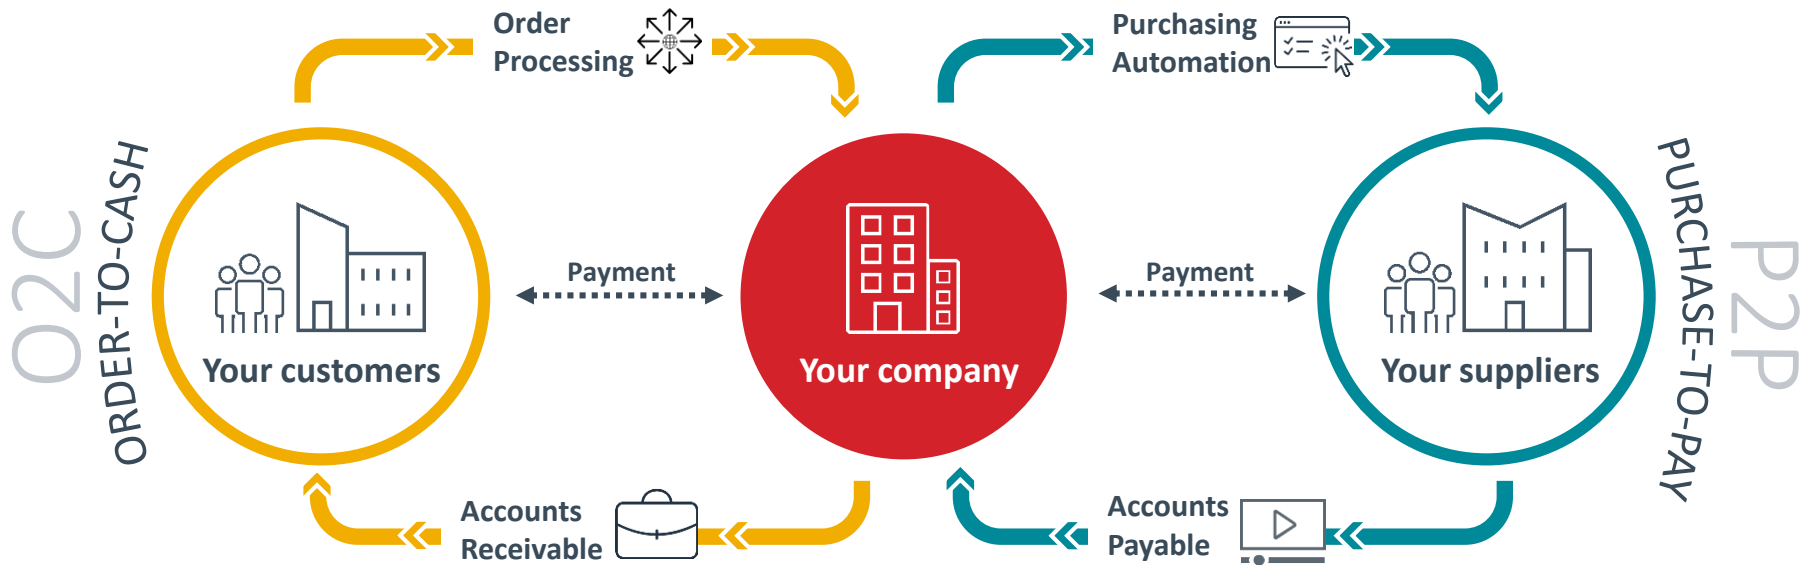 Order
Processing
Purchasing
Automation
O2C
ORDER-TO-CASH
Your customers
Payment
Your company
Payment
Your suppliers
PURCHASE-TO-PAY
P2P
Accounts
Receivable
Accounts
Payable